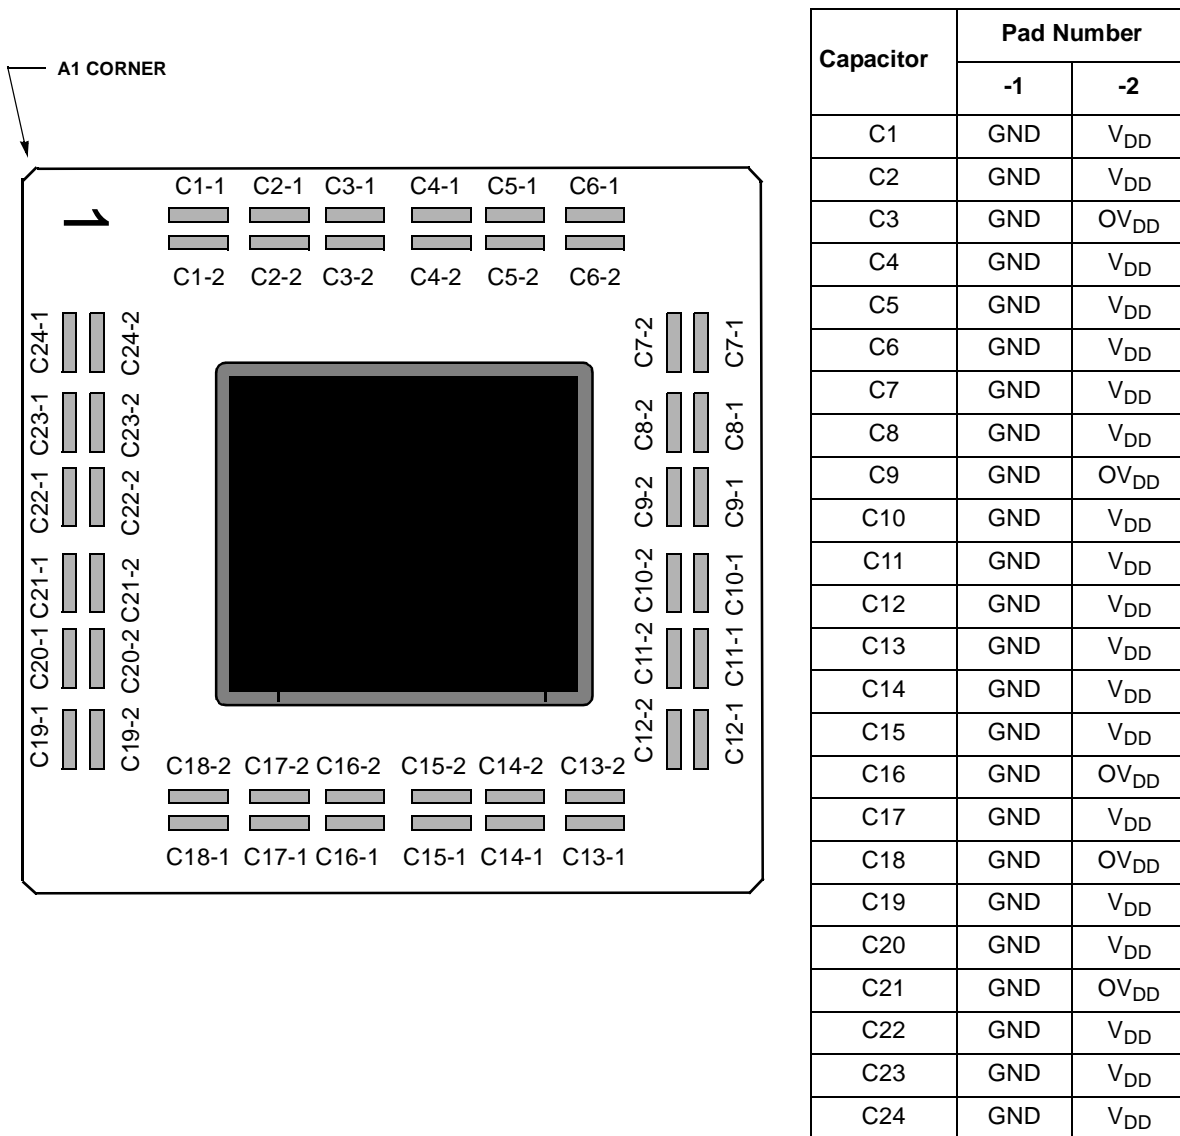 A1 CORNER
1
C1-1 C2-1 C3-1 C4-1 C5-1 C6-1
C1-2 C2-2 C3-2 C4-2 C5-2 C6-2
C24-1 C24-2
C23-1 C23-2
C22-1 C22-2
C21-1 C21-2
C20-1 C20-2
C19-1 C19-2
C7-2 C7-1
C8-2 C8-1
C9-2 C9-1
C10-2 C10-1
C11-2 C11-1
C12-2 C12-1
C18-2 C17-2 C16-2 C15-2 C14-2 C13-2
C18-1 C17-1 C16-1 C15-1 C14-1 C13-1
Capacitor Pad Number
-1 -2
C1 GND VDD
C2 GND VDD
C3 GND OVDD
C4 GND VDD
C5 GND VDD
C6 GND VDD
C7 GND VDD
C8 GND VDD
C9 GND OVDD
C10 GND VDD
C11 GND VDD
C12 GND VDD
C13 GND VDD
C14 GND VDD
C15 GND VDD
C16 GND OVDD
C17 GND VDD
C18 GND OVDD
C19 GND VDD
C20 GND VDD
C21 GND OVDD
C22 GND VDD
C23 GND VDD
C24 GND VDD